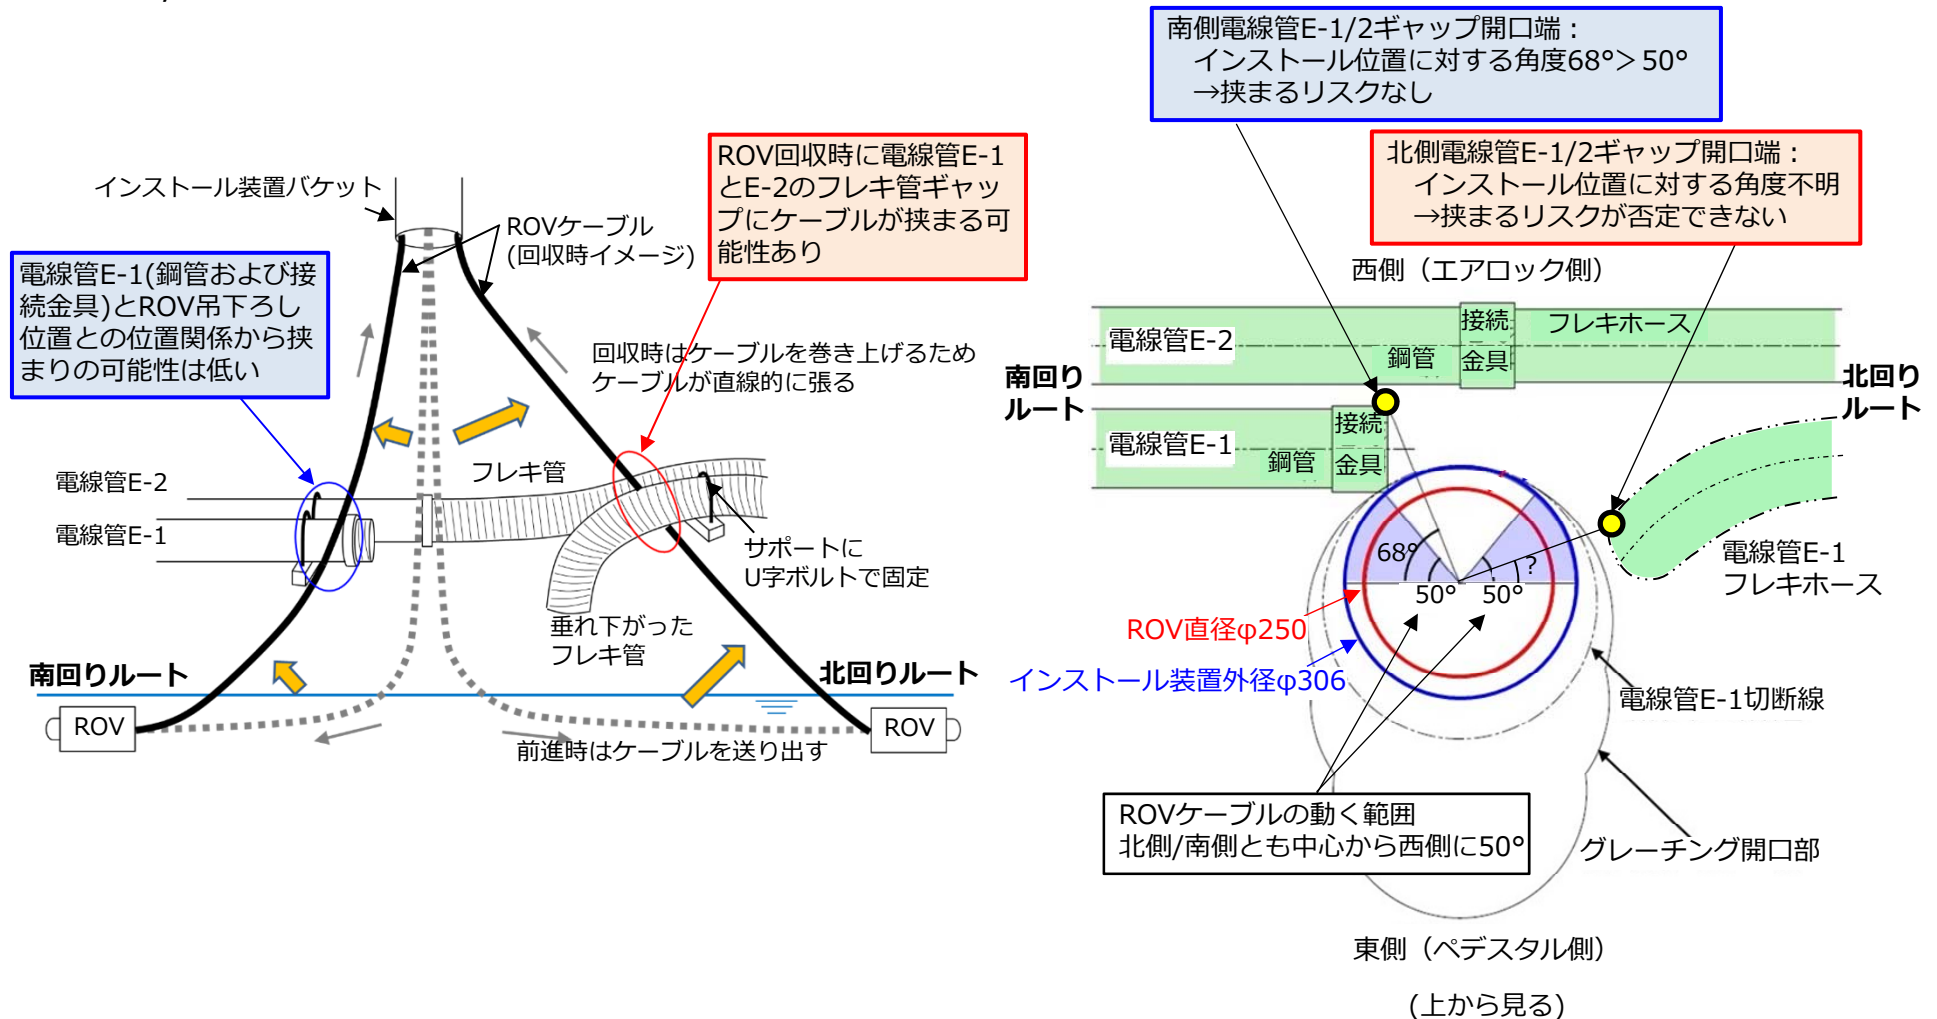 インストール装置バケット
ROVケーブル
(回収時イメージ)
ROV回収時に電線管E-1
とE-2のフレキ管ギャッ
プにケーブルが挟まる可
能性あり
電線管E-1(鋼管および接
続金具)とROV吊下ろし
位置との位置関係から挟
まりの可能性は低い
回収時はケーブルを巻き上げるため
ケーブルが直線的に張る
フレキ管
電線管E-2
電線管E-1
サポートに
U字ボルトで固定
垂れ下がった
フレキ管
南回りルート
北回りルート
ROV
ROV
前進時はケーブルを送り出す
南側電線管E-1/2ギャップ開口端：
インストール位置に対する角度68°＞50°
→挟まるリスクなし
北側電線管E-1/2ギャップ開口端：
インストール位置に対する角度不明
→挟まるリスクが否定できない
西側（エアロック側）
電線管E-2
鋼管
接続
金具
フレキホース
南回り
ルート
北回り
ルート
電線管E-1
鋼管
接続
金具
電線管E-1
フレキホース
68°
50°
50°
?
ROV直径φ250
インストール装置外径φ306
電線管E-1切断線
ROVケーブルの動く範囲
北側/南側とも中心から西側に50°
グレーチング開口部
東側（ペデスタル側）
(上から見る)